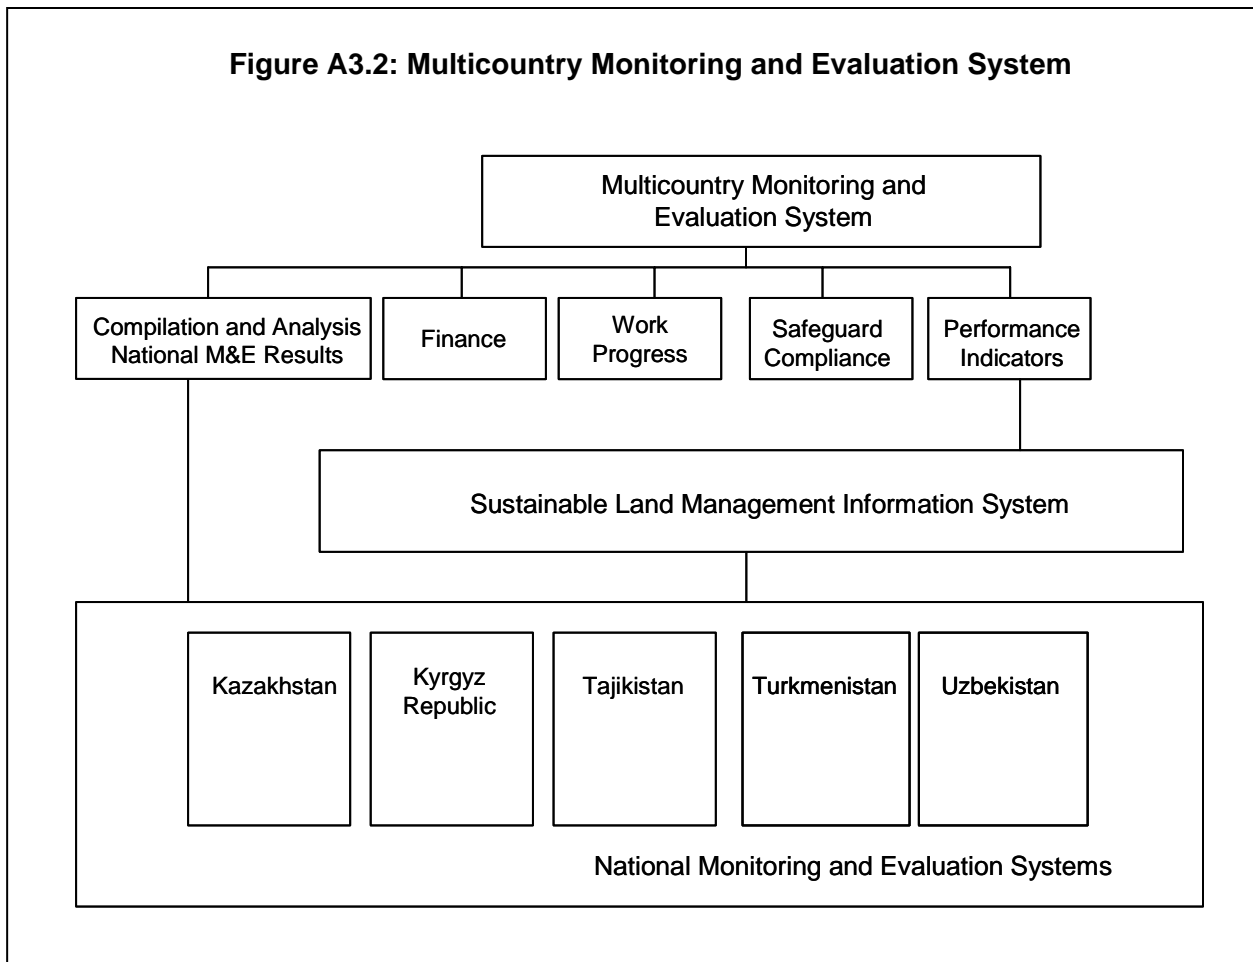 Figure A3.2: Multicountry Monitoring and Evaluation System
Multicountry Monitoring and
Evaluation System
Compilation and Analysis
National M&E Results
Finance
Work
Progress
Safeguard
Compliance
Performance
Indicators
Sustainable Land Management Information System
Kazakhstan
Kyrgyz
Republic
Tajikistan
Turkmenistan
Uzbekistan
National Monitoring and Evaluation Systems